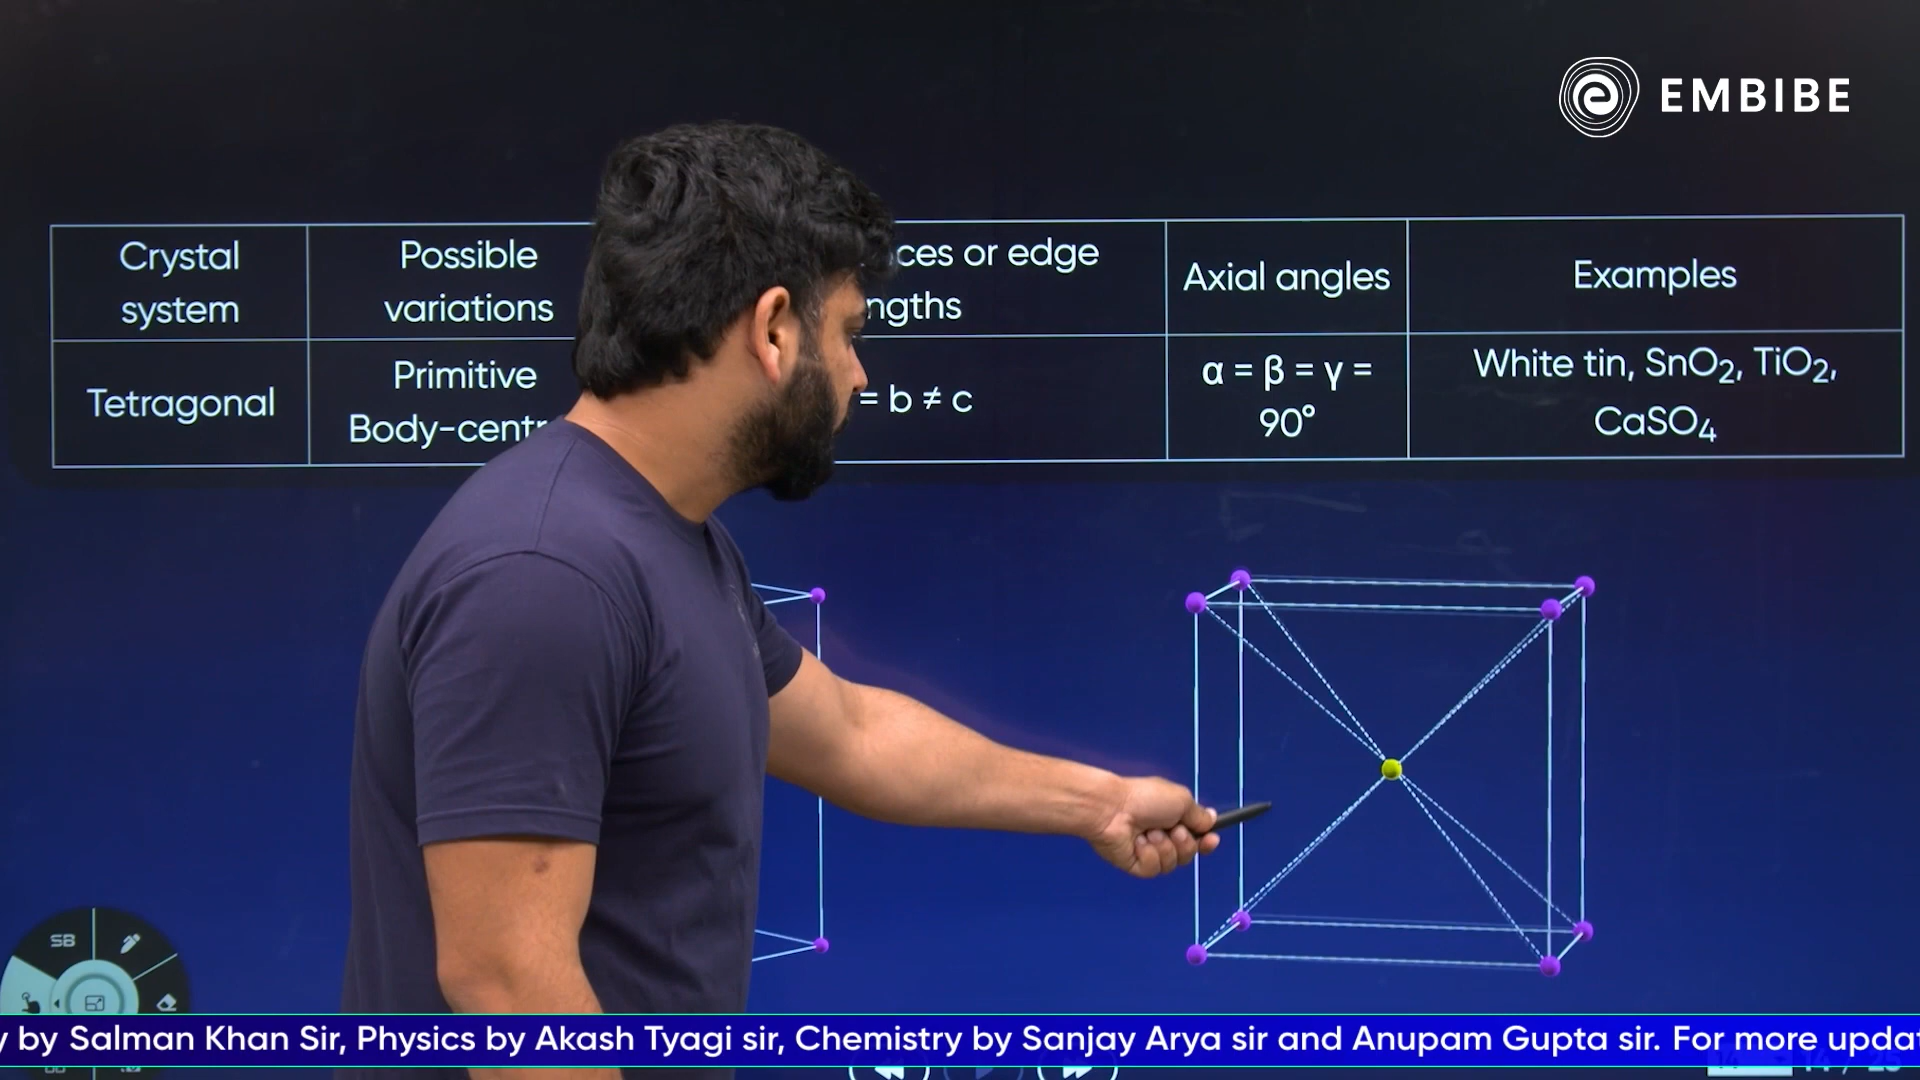 EMBIBE
Crystal
system
Possible
variations
ces or edge
ngths
Axial angles
Examples
Tetragonal
Primitive
Body-centr
= b ≠ c
α = β = γ =
90°
White tin, SnO₂, TiO₂,
CaSO₄
SB
y by Salman Khan Sir, Physics by Akash Tyagi sir, Chemistry by Sanjay Arya sir and Anupam Gupta sir. For more updat